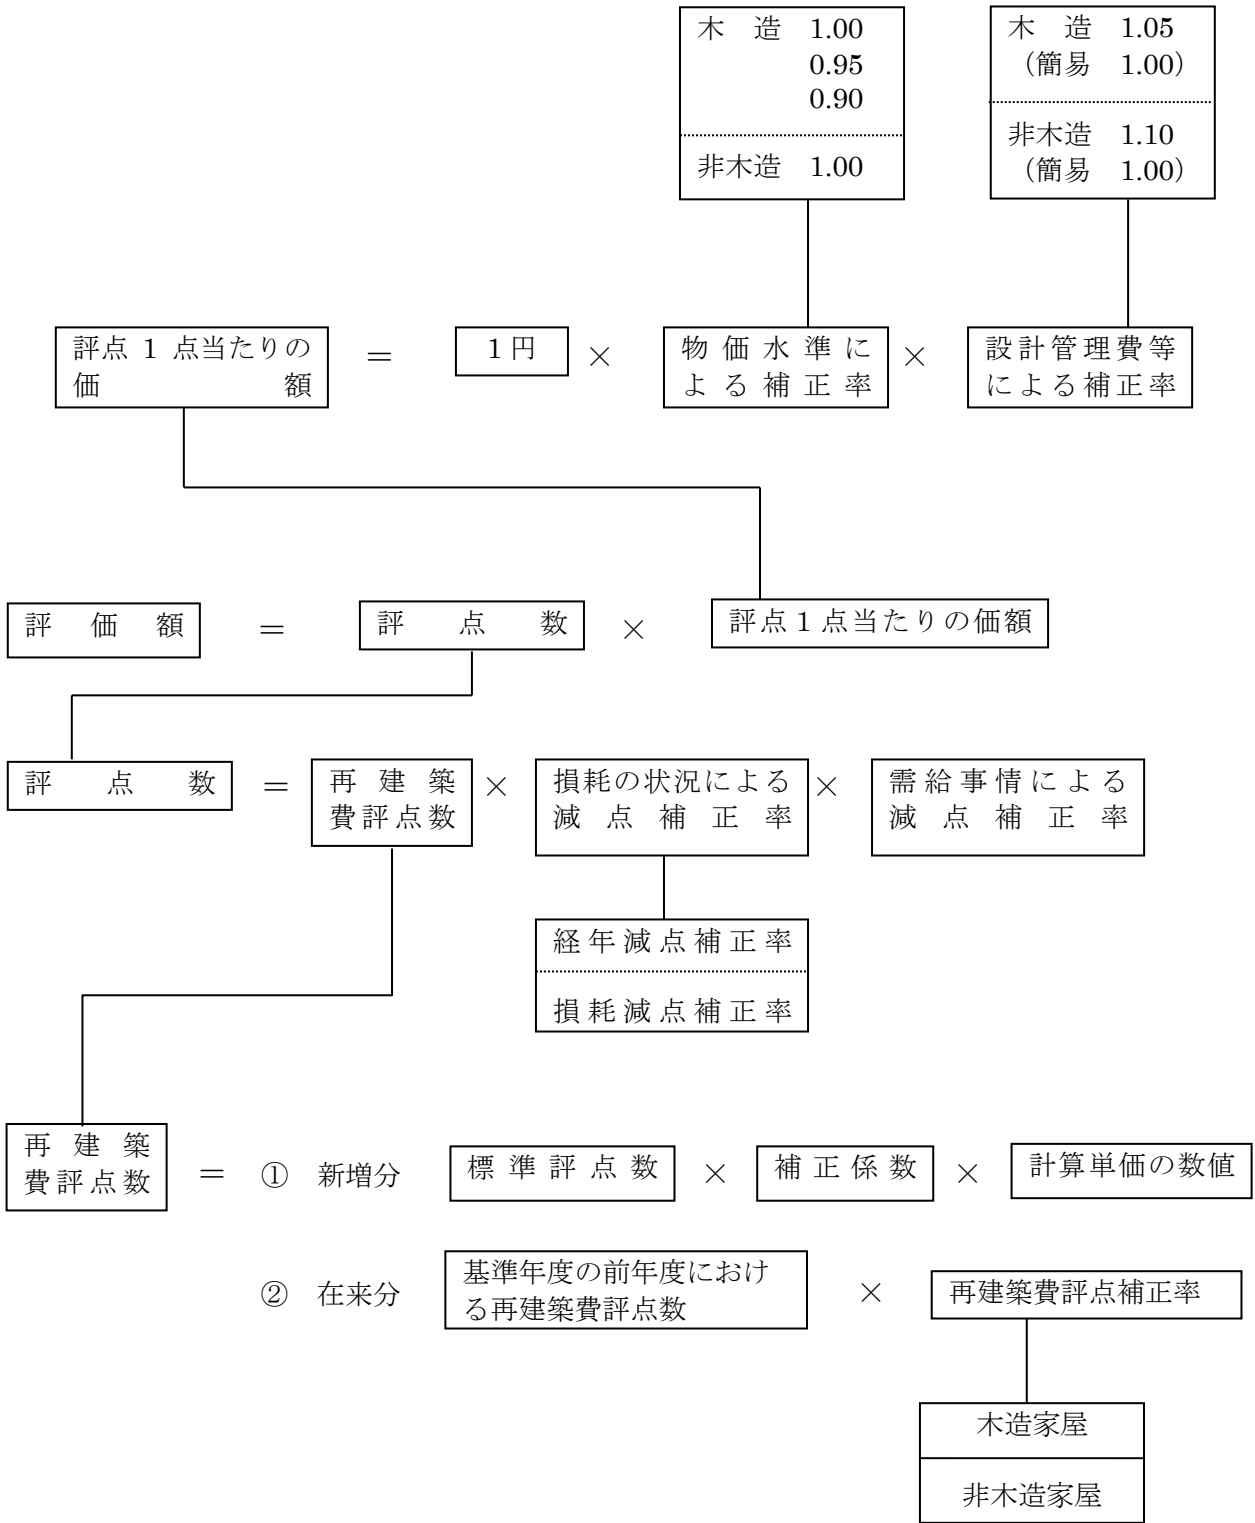 木　造　1.00
0.95
0.90
非木造　1.00
木　造　1.05
（簡易　1.00）
非木造　1.10
（簡易　1.00）
評点 1 点当たりの
価額
＝
1 円
×
物価水準に
よる補正率
×
設計管理費等
による補正率
評価額
＝
評点数
×
評点 1 点当たりの価額
評点数
＝
再建築
費評点数
×
損耗の状況による
減点補正率
×
需給事情による
減点補正率
経年減点補正率
損耗減点補正率
再建築
費評点数
＝
①　新増分
標準評点数
×
補正係数
×
計算単価の数値
②　在来分
基準年度の前年度におけ
る再建築費評点数
×
再建築費評点補正率
木造家屋
非木造家屋